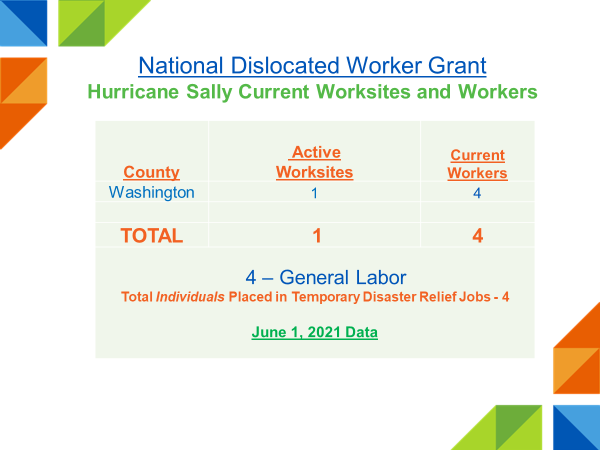 National Dislocated Worker Grant
Hurricane Sally Current Worksites and Workers
County Active Worksites Current Workers
Washington 1 4
TOTAL 1 4
4 – General Labor
Total Individuals Placed in Temporary Disaster Relief Jobs - 4
June 1, 2021 Data